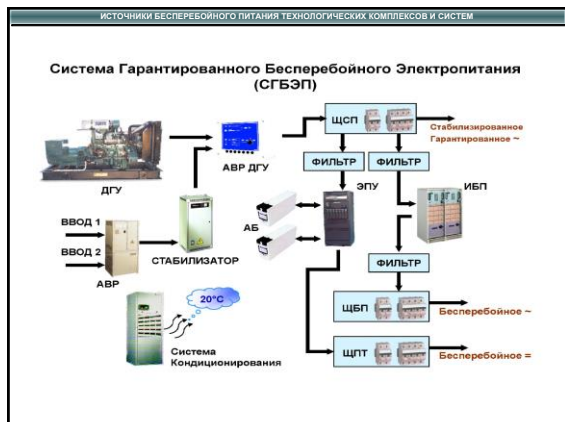 ИСТОЧНИКИ БЕСПЕРЕБОЙНОГО ПИТАНИЯ ТЕХНОЛОГИЧЕСКИХ КОМПЛЕКСОВ И СИСТЕМ
Система Гарантированного Бесперебойного Электропитания
(СГБЭП)
ЩСП
Стабилизированное
Гарантированное ~
АВР ДГУ
ФИЛЬТР
ФИЛЬТР
ДГУ
ЭПУ
ИБП
АБ
ВВОД 1
ВВОД 2
СТАБИЛИЗАТОР
АВР
ФИЛЬТР
20°C
ЩБП
Бесперебойное ~
Система
Кондиционирования
ЩПТ
Бесперебойное =